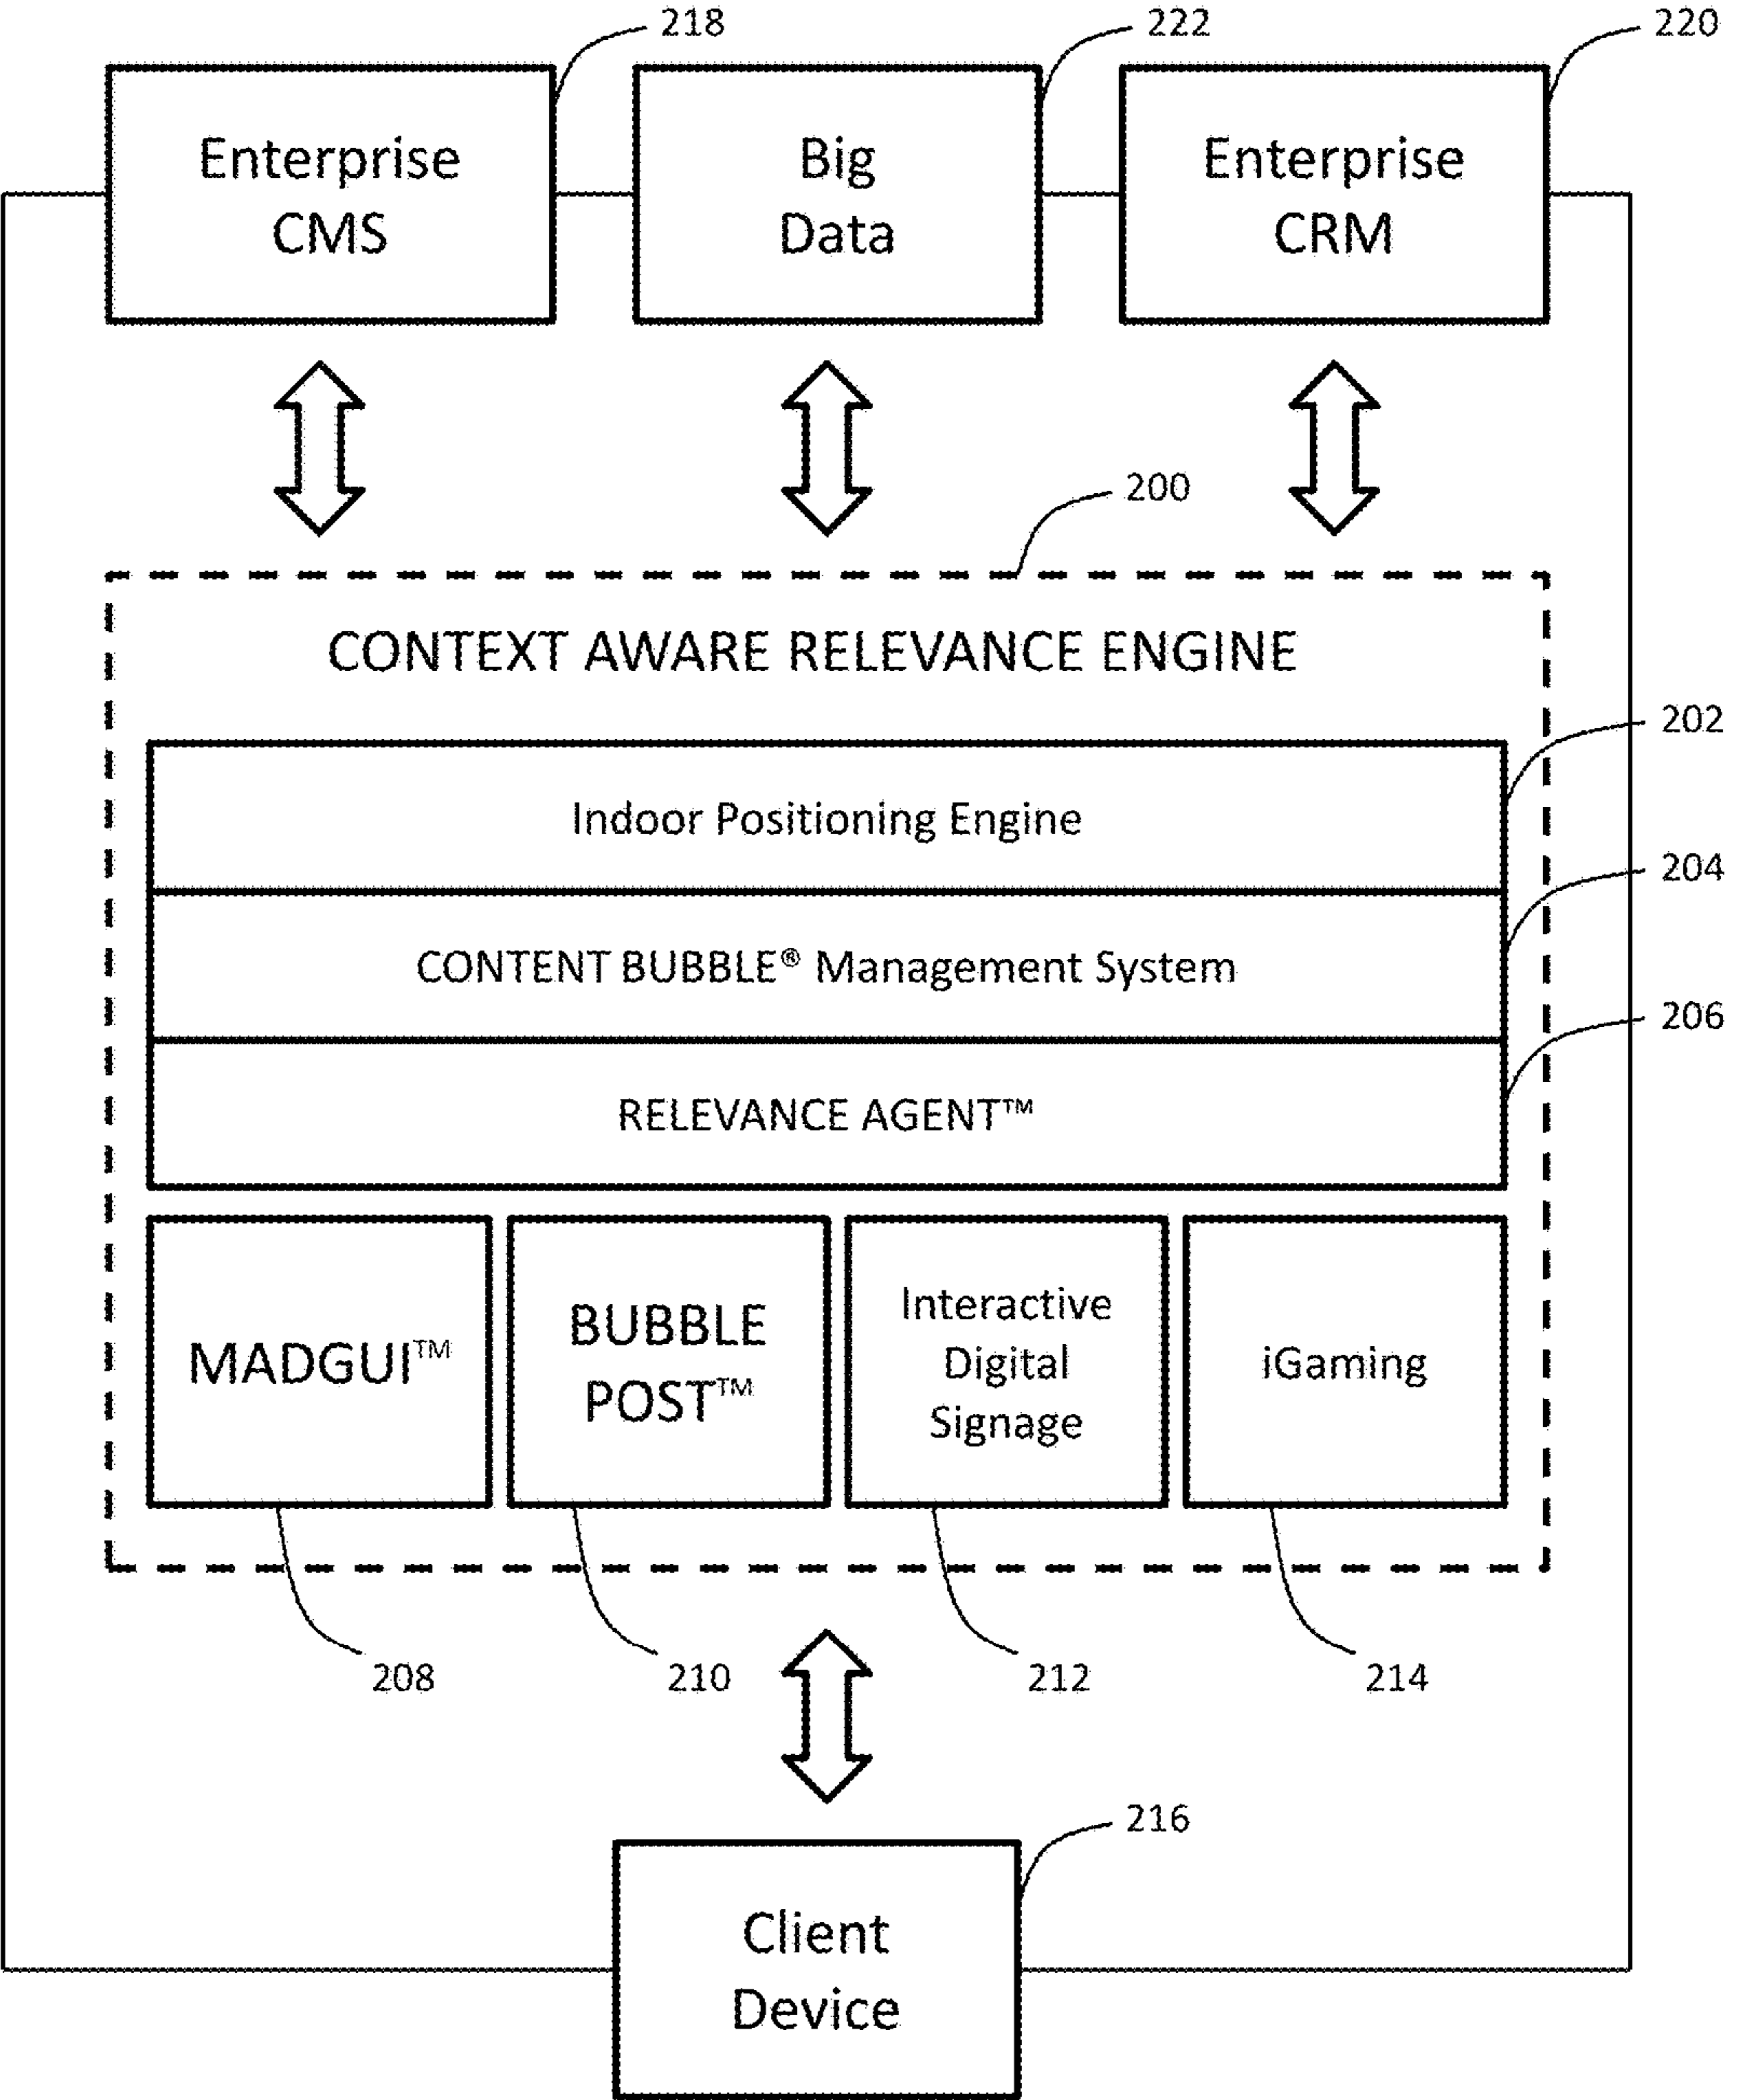 218
222
220
Enterprise
CMS
Big
Data
Enterprise
CRM
200
CONTEXT AWARE RELEVANCE ENGINE
202
Indoor Positioning Engine
204
CONTENT BUBBLE® Management System
206
RELEVANCE AGENT™
MADGUI™
BUBBLE
POST™
Interactive
Digital
Signage
iGaming
208
210
212
214
216
Client
Device